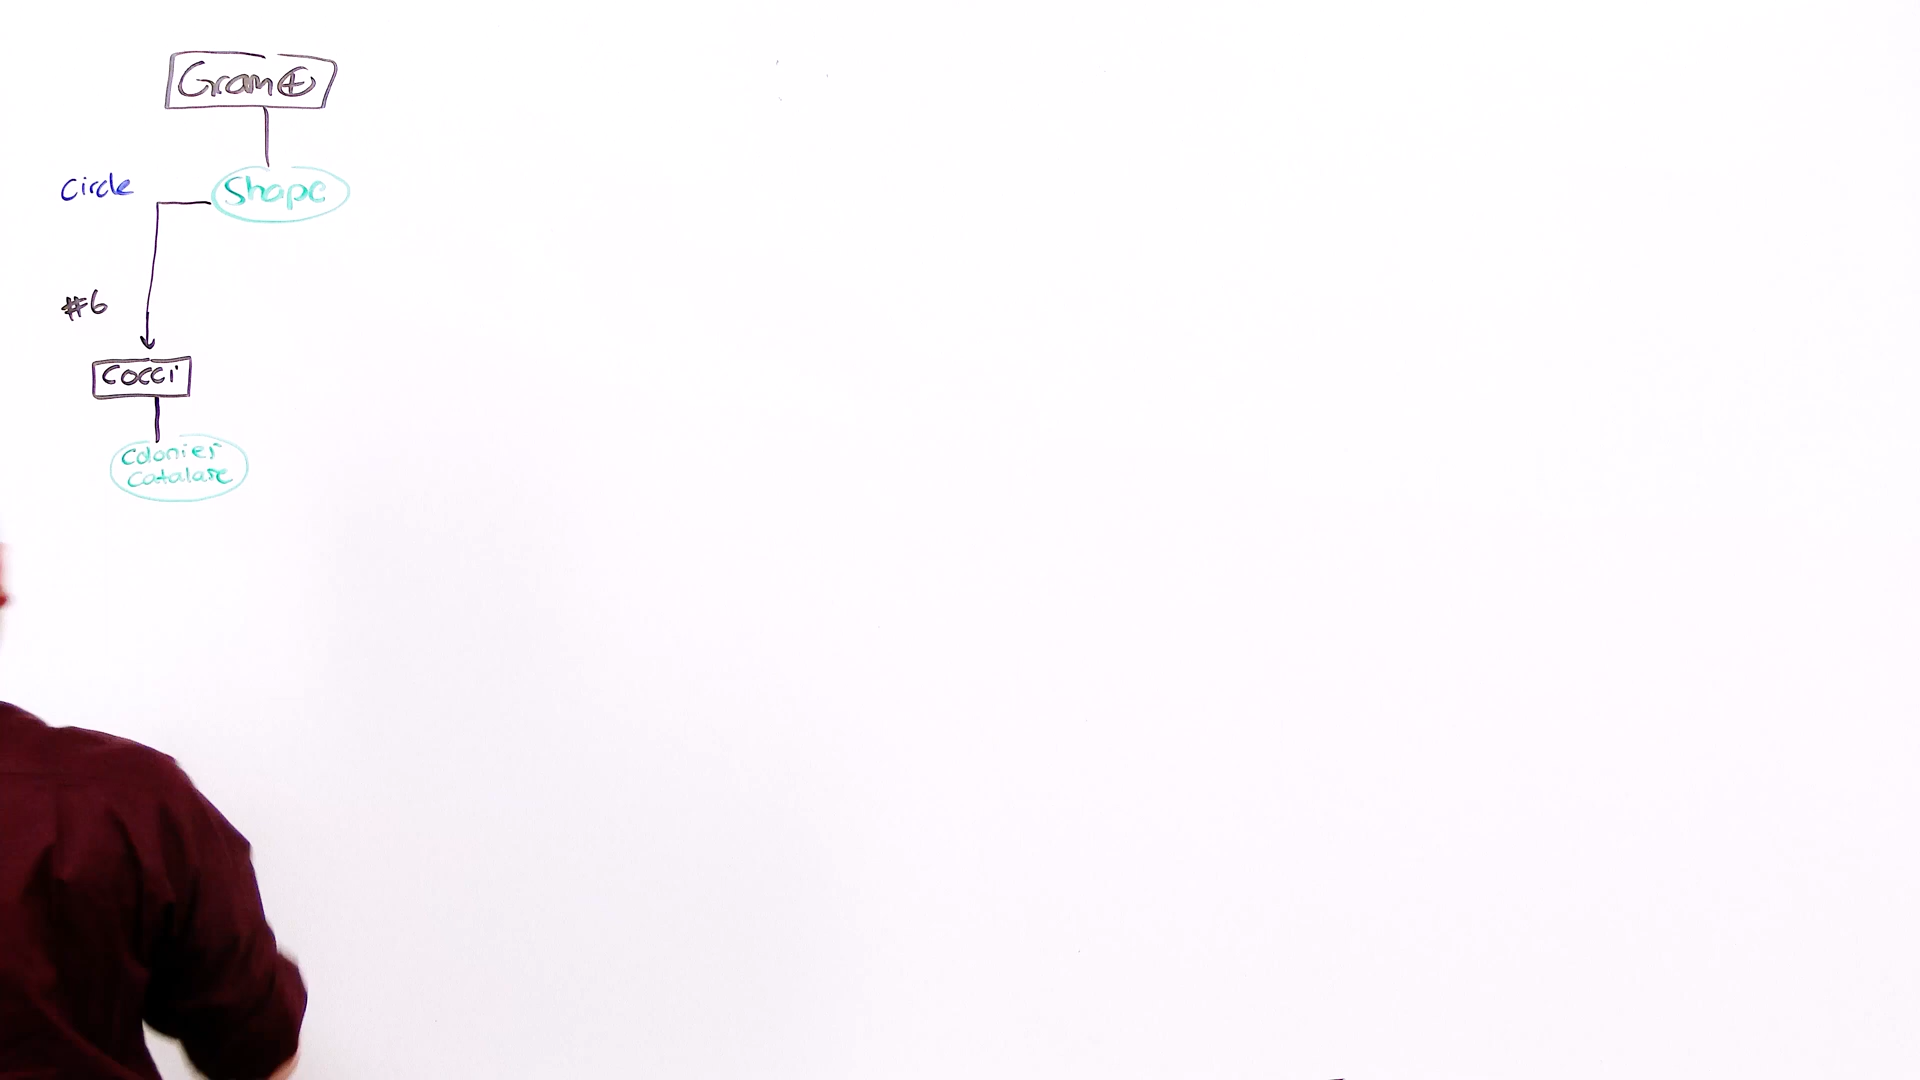 Gram ⊕
Circle
Shape
#6
Cocci
Colonies
Catalase